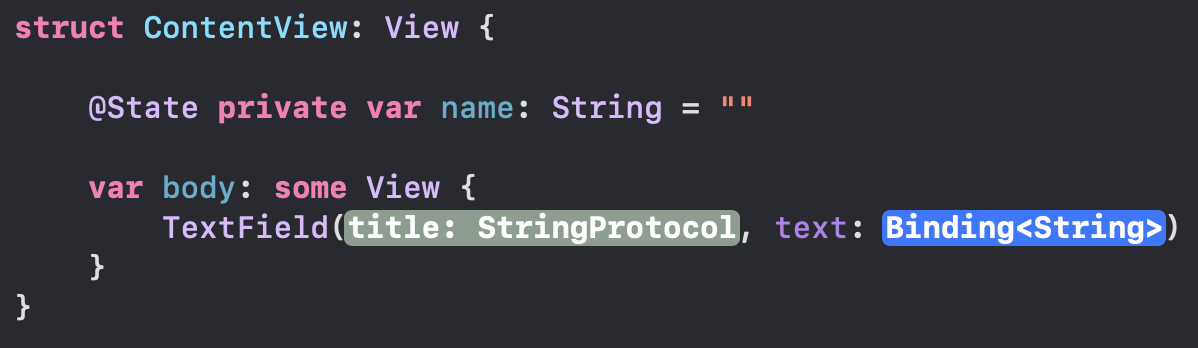 struct ContentView: View {
@State private var name: String = ""
var body: some View {
TextField(title: StringProtocol, text: Binding<String>)
}
}